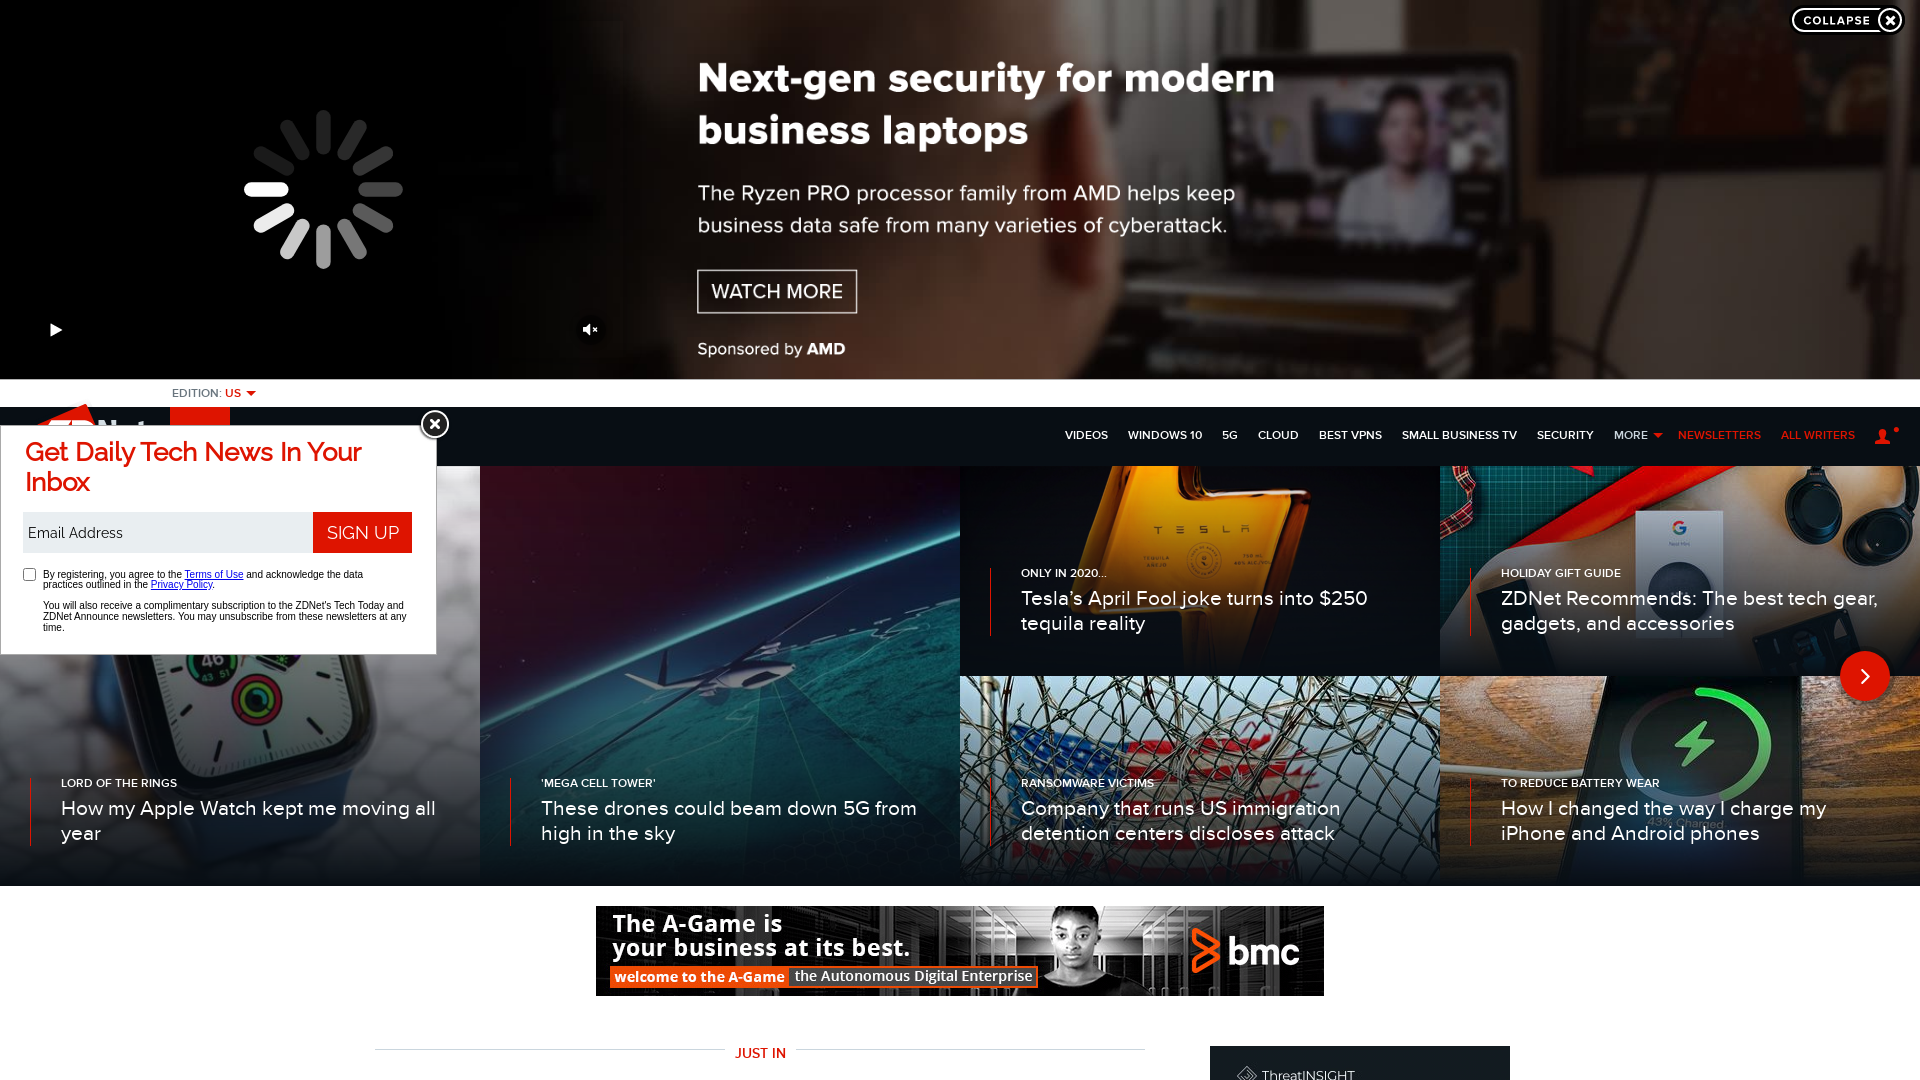 COLLAPSE
Next-gen security for modern
business laptops
The Ryzen PRO processor family from AMD helps keep
business data safe from many varieties of cyberattack.
WATCH MORE
Sponsored by AMD
EDITION: US
VIDEOS WINDOWS 10 5G CLOUD BEST VPNS SMALL BUSINESS TV SECURITY MORE NEWSLETTERS ALL WRITERS
Get Daily Tech News In Your
Inbox
Email Address
SIGN UP
By registering, you agree to the Terms of Use and acknowledge the data
practices outlined in the Privacy Policy.
You will also receive a complimentary subscription to the ZDNet's Tech Today and
ZDNet Announce newsletters. You may unsubscribe from these newsletters at any
time.
LORD OF THE RINGS
How my Apple Watch kept me moving all
year
'MEGA CELL TOWER'
These drones could beam down 5G from
high in the sky
TESLA
ONLY IN 2020...
Tesla’s April Fool joke turns into $250
tequila reality
HOLIDAY GIFT GUIDE
ZDNet Recommends: The best tech gear,
gadgets, and accessories
RANSOMWARE VICTIMS
Company that runs US immigration
detention centers discloses attack
TO REDUCE BATTERY WEAR
How I changed the way I charge my
iPhone and Android phones
43% Charged
The A-Game is
your business at its best.
welcome to the A-Game the Autonomous Digital Enterprise
bmc
JUST IN
ThreatINSIGHT